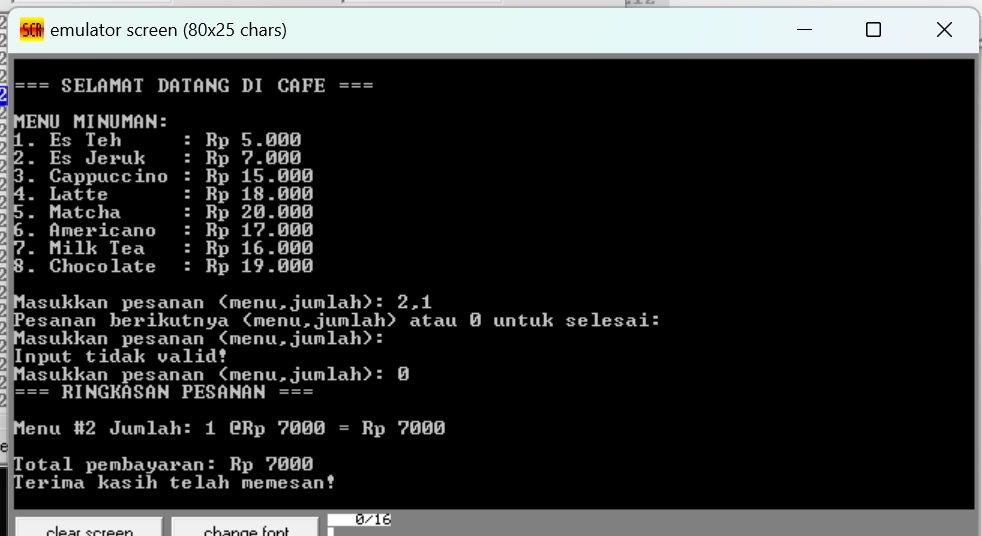 SCR emulator screen (80x25 chars)
=== SELAMAT DATANG DI CAFE ===
MENU MINUMAN:
1. Es Teh : Rp 5.000
2. Es Jeruk : Rp 7.000
3. Cappuccino : Rp 15.000
4. Latte : Rp 18.000
5. Matcha : Rp 20.000
6. Americano : Rp 17.000
7. Milk Tea : Rp 16.000
8. Chocolate : Rp 19.000
Masukkan pesanan (menu,jumlah): 2,1
Pesanan berikutnya (menu,jumlah) atau 0 untuk selesai:
Masukkan pesanan (menu,jumlah):
Input tidak valid!
Masukkan pesanan (menu,jumlah): 0
=== RINGKASAN PESANAN ===
Menu #2 Jumlah: 1 @Rp 7000 = Rp 7000
Total pembayaran: Rp 7000
Terima kasih telah memesan!
clear screen change font 0/16